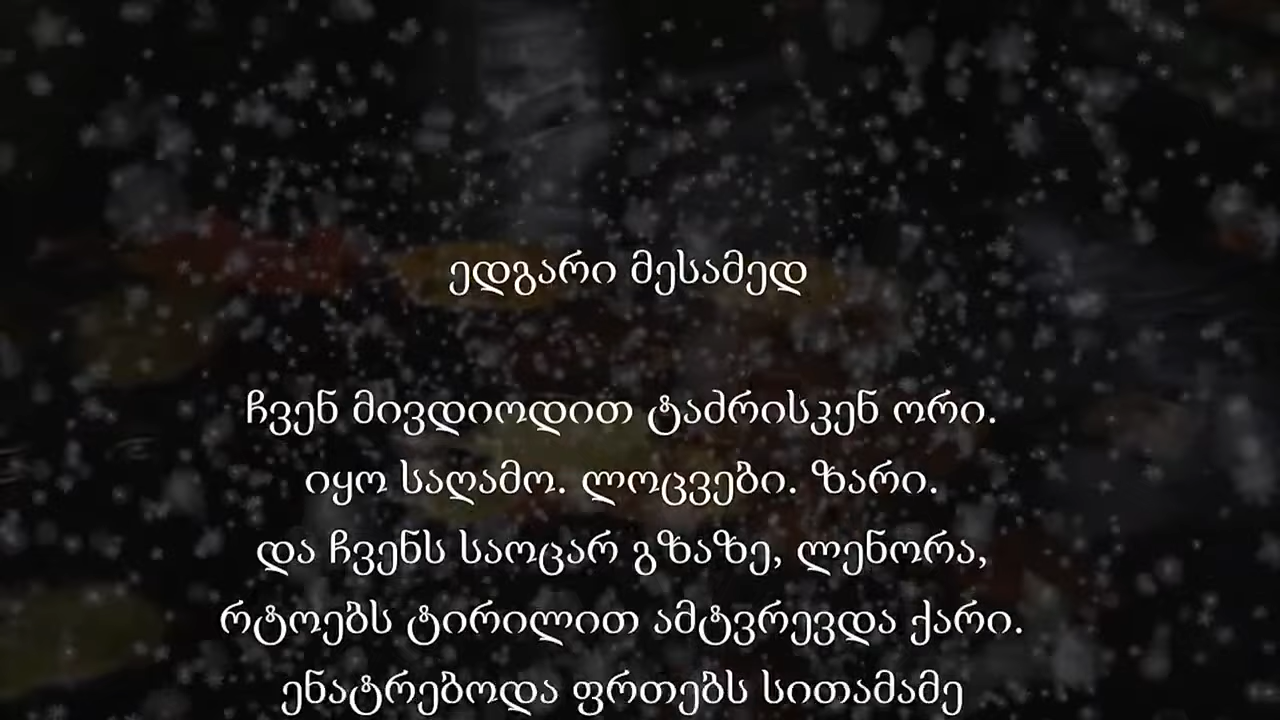 ედგარი მესამედ
ჩვენ მივდიოდით ტაძრისკენ ორი.
იყო საღამო. ლოცვები. ზარი.
და ჩვენს საოცარ გზაზე, ლენორა,
რტოებს ტირილით ამტვრევდა ქარი.
ენატრებოდა ფრთებს სითამამე